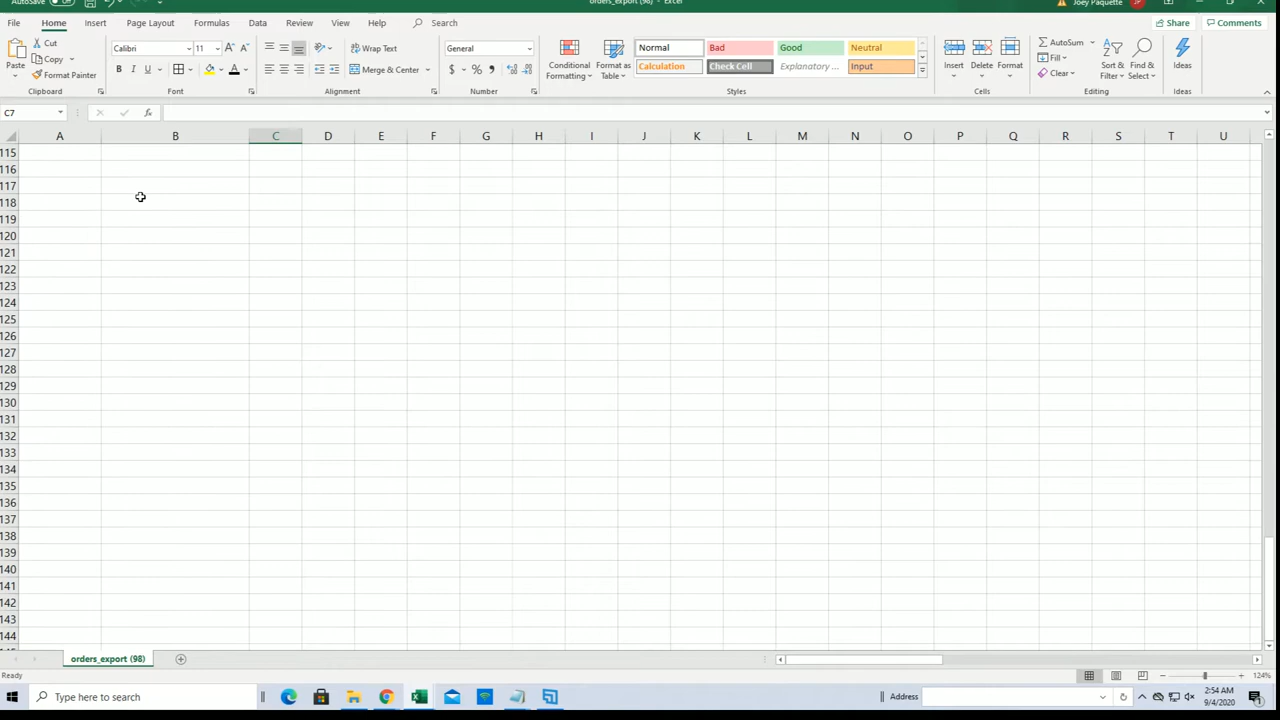 AutoSave Off orders_export (98) - Excel Joey Paquette JP
File Home Insert Page Layout Formulas Data Review View Help Search Share Comments
Paste Cut Copy Format Painter Clipboard
Calibri 11 B I U A Font
Wrap Text Merge & Center Alignment
General $ % Number
Conditional Formatting Format as Table
Normal Bad Good Neutral
Calculation Check Cell Explanatory ... Input
Styles
Insert Delete Format Cells
AutoSum Fill Clear Sort & Filter Find & Select Editing
Ideas Ideas
C7 fx
A B C D E F G H I J K L M N O P Q R S T U
115
116
117
118
119
120
121
122
123
124
125
126
127
128
129
130
131
132
133
134
135
136
137
138
139
140
141
142
143
144
orders_export (98)
Ready 124%
Type here to search Address 2:54 AM
9/4/2020